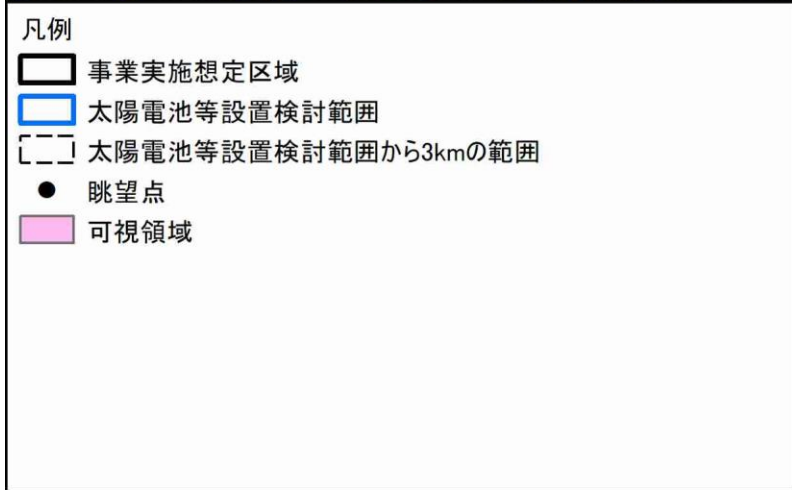 凡例
事業実施想定区域
太陽電池等設置検討範囲
太陽電池等設置検討範囲から3kmの範囲
眺望点
可視領域